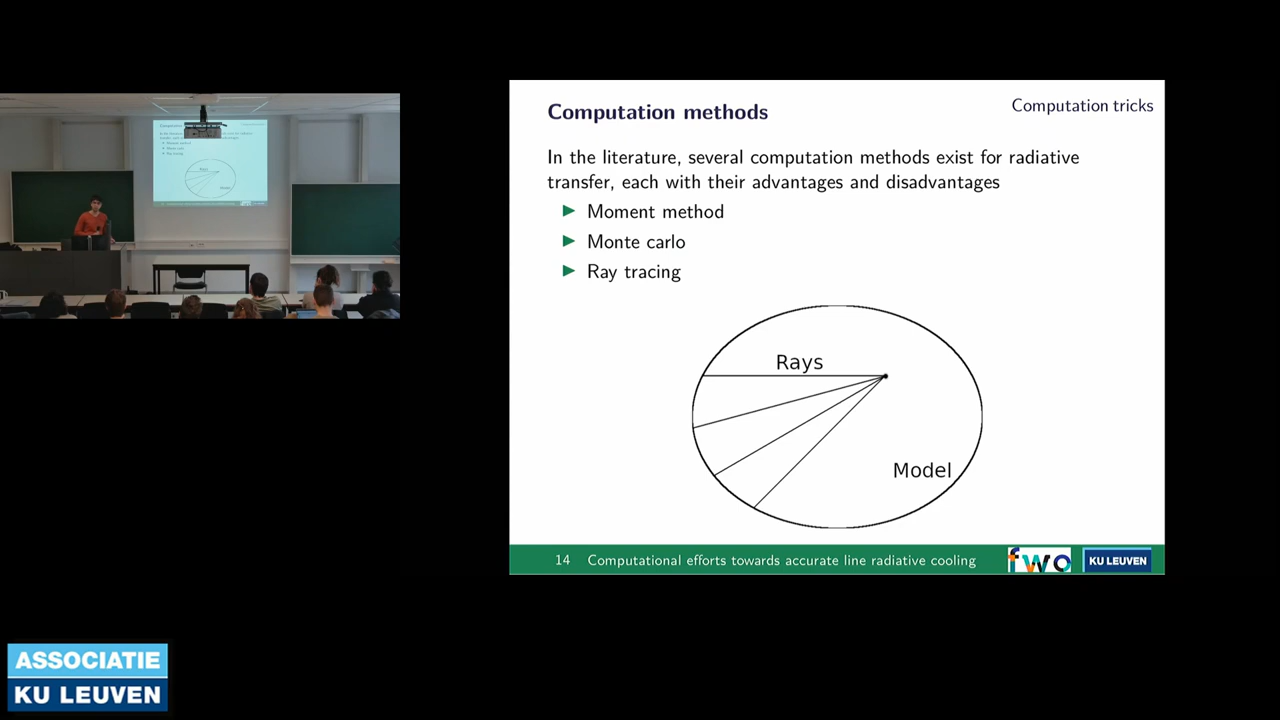 Computation methods
Computation tricks
In the literature, several computation methods exist for radiative
transfer, each with their advantages and disadvantages
Moment method
Monte carlo
Ray tracing
Rays
Model
14 Computational efforts towards accurate line radiative cooling
fwo
KU LEUVEN
ASSOCIATIE
KU LEUVEN